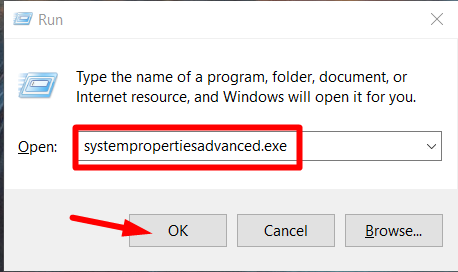 Run
Type the name of a program, folder, document, or
Internet resource, and Windows will open it for you.
Open: systempropertiesadvanced.exe
OK Cancel Browse...